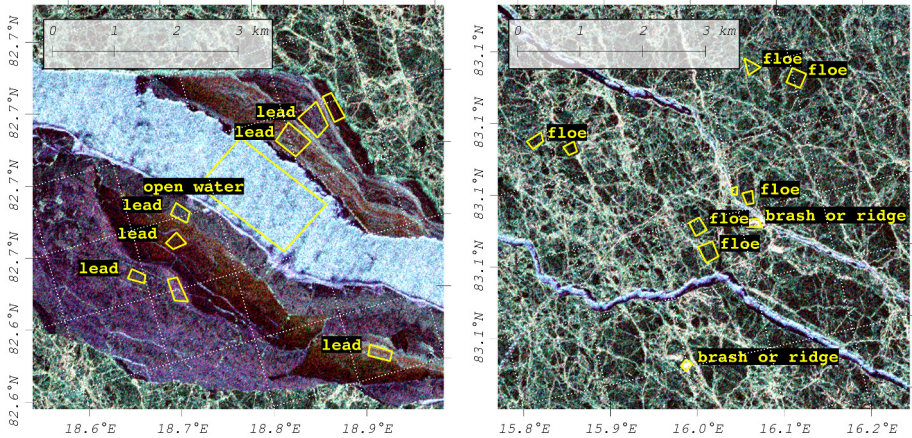 0 1 2 3 km
82.7°N
82.7°N
82.7°N
82.7°N
82.6°N
82.6°N
lead
lead
open water
lead
lead
lead
lead
18.6°E 18.7°E 18.8°E 18.9°E
0 1 2 3 km
83.1°N
83.1°N
83.1°N
83.1°N
83.1°N
floe
floe
floe
floe
floe
brash or ridge
floe
brash or ridge
15.8°E 15.9°E 16.0°E 16.1°E 16.2°E